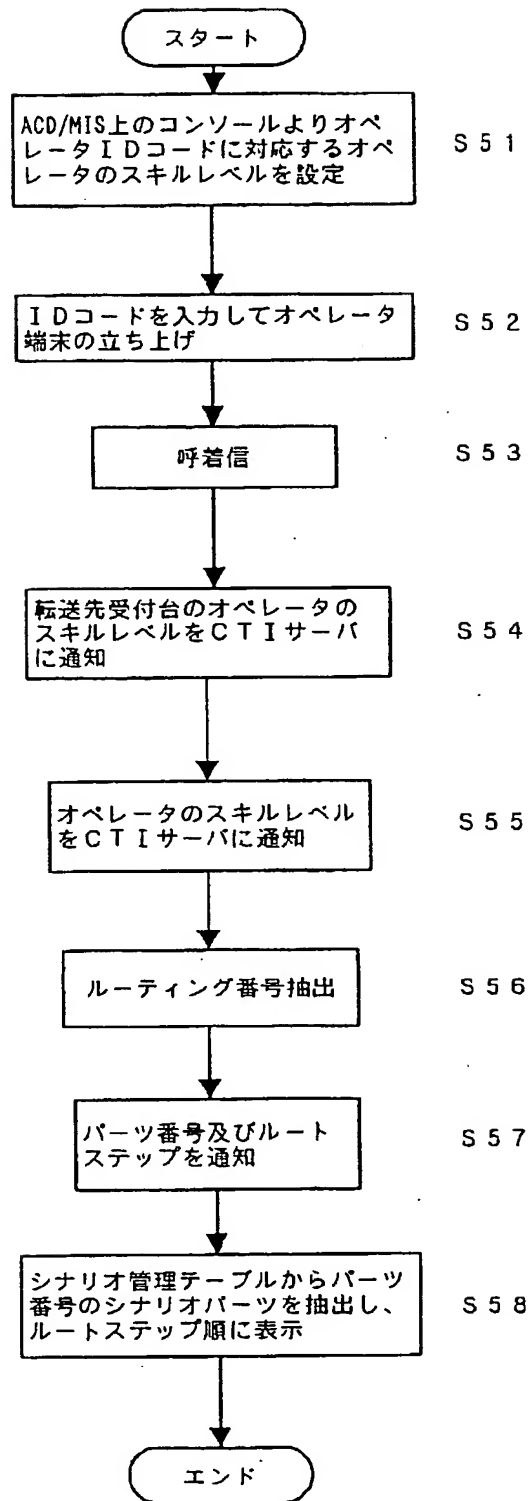 スタート
ACD/MIS上のコンソールよりオペ
レータIDコードに対応するオペ
レータのスキルレベルを設定
S51
IDコードを入力してオペレータ
端末の立ち上げ
S52
呼着信
S53
転送先受付台のオペレータの
スキルレベルをCTIサーバ
に通知
S54
オペレータのスキルレベル
をCTIサーバに通知
S55
ルーティング番号抽出
S56
パーツ番号及びルート
ステップを通知
S57
シナリオ管理テーブルからパーツ
番号のシナリオパーツを抽出し、
ルートステップ順に表示
S58
エンド